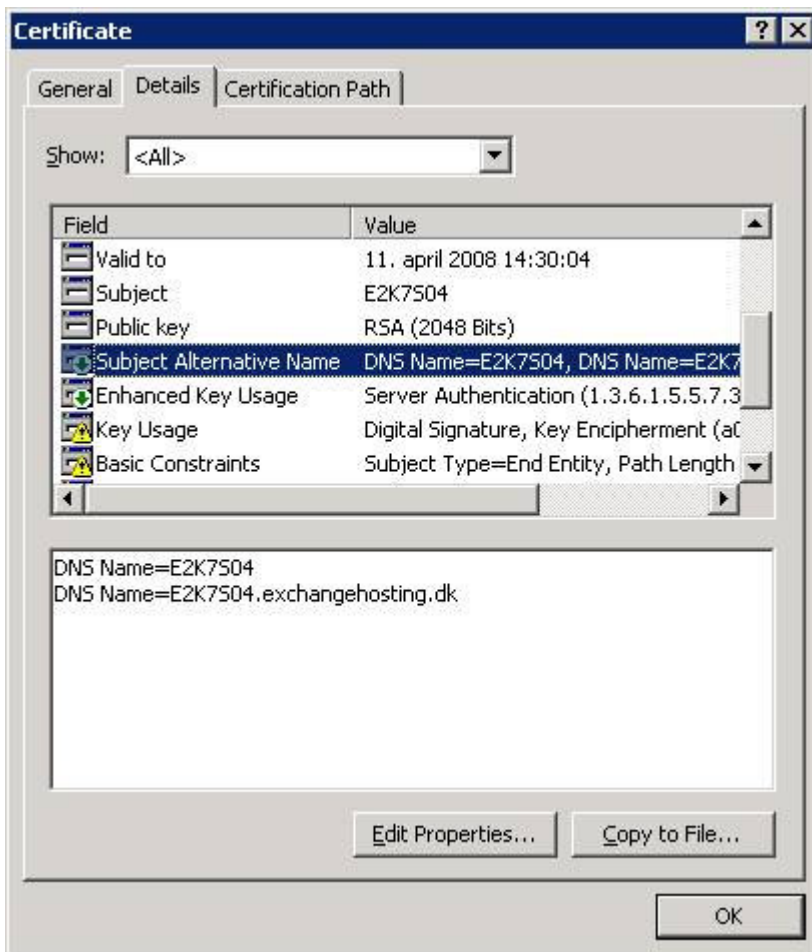 Certificate
General Details Certification Path
Show: <All>
Field Value
Valid to 11. april 2008 14:30:04
Subject E2K7S04
Public key RSA (2048 Bits)
Subject Alternative Name DNS Name=E2K7S04, DNS Name=E2K7
Enhanced Key Usage Server Authentication (1.3.6.1.5.5.7.3
Key Usage Digital Signature, Key Encipherment (a0
Basic Constraints Subject Type=End Entity, Path Length
DNS Name=E2K7S04
DNS Name=E2K7S04.exchangehosting.dk
Edit Properties... Copy to File...
OK